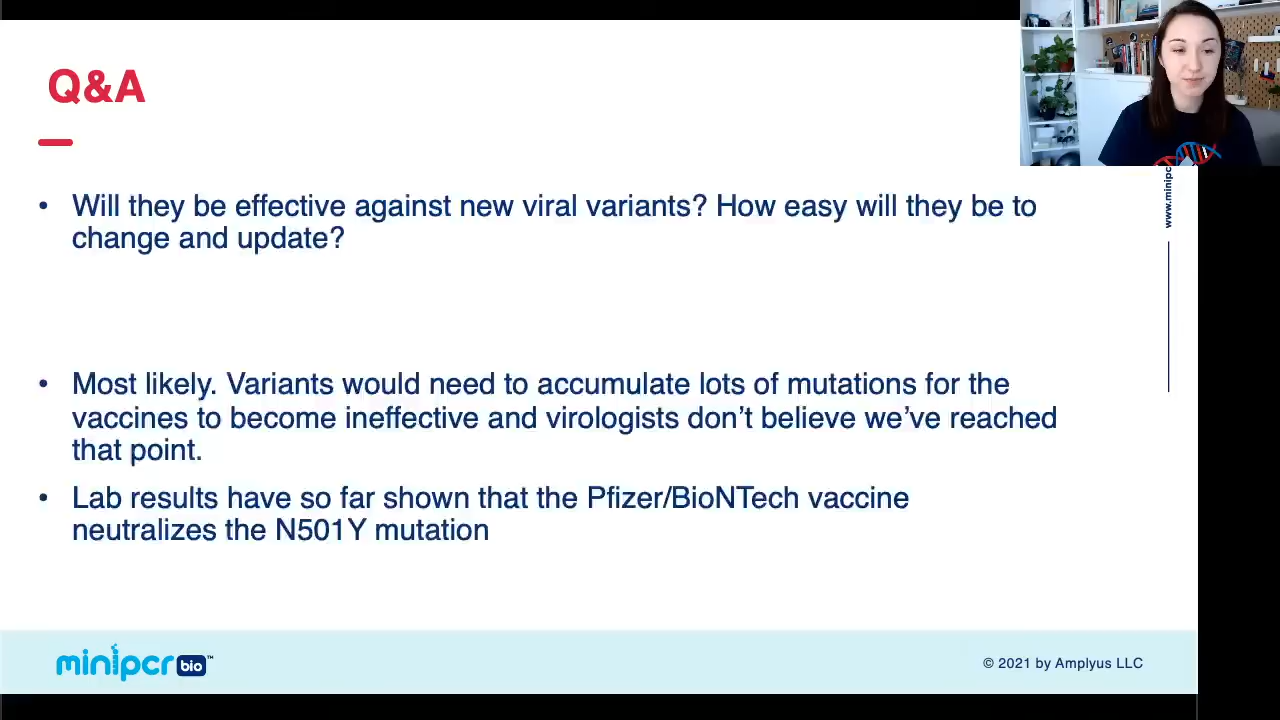 Q&A
• Will they be effective against new viral variants? How easy will they be to
change and update?
• Most likely. Variants would need to accumulate lots of mutations for the
vaccines to become ineffective and virologists don’t believe we’ve reached
that point.
• Lab results have so far shown that the Pfizer/BioNTech vaccine
neutralizes the N501Y mutation
www.minipc
minipcr bio™
© 2021 by Amplyus LLC